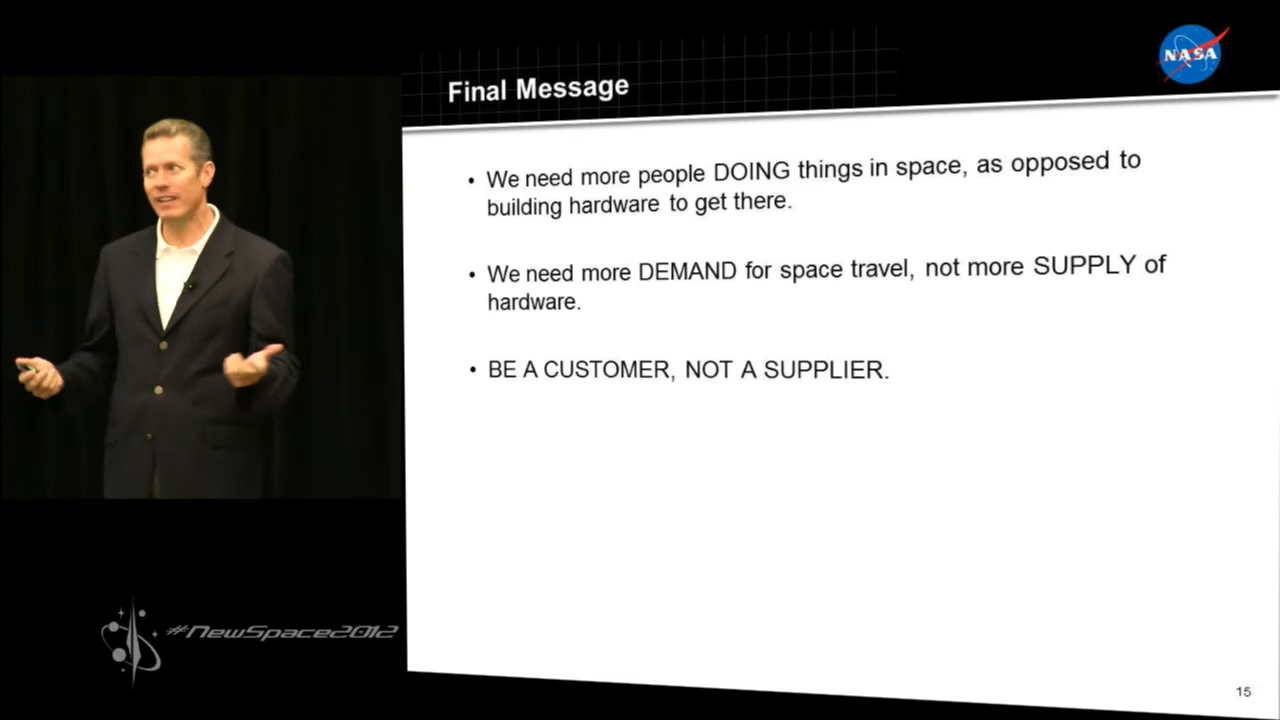 NASA
Final Message
• We need more people DOING things in space, as opposed to
building hardware to get there.
• We need more DEMAND for space travel, not more SUPPLY of
hardware.
• BE A CUSTOMER, NOT A SUPPLIER.
#NewSpace2012
15